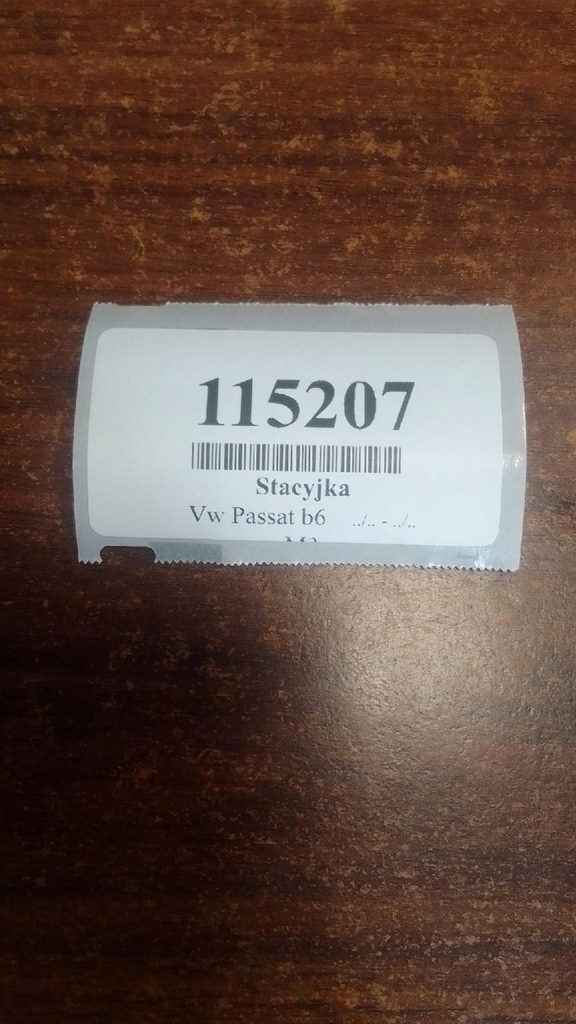 115207
Stacyjka
Vw Passat b6 ../.. - ../..